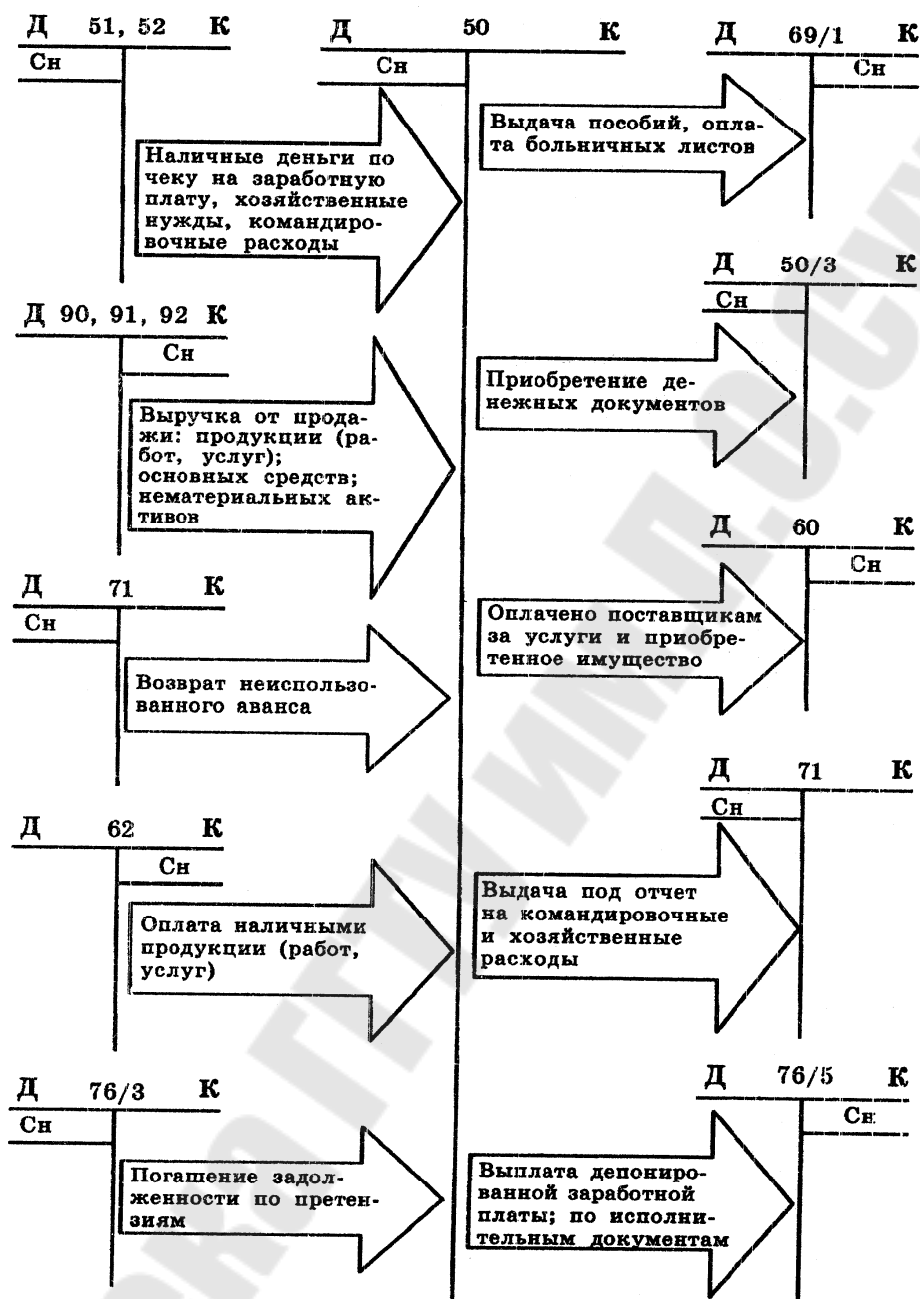 Д 51, 52 К
Сн
Наличные деньги по
чеку на заработную
плату, хозяйственные
нужды, командиро-
вочные расходы
Д 90, 91, 92 К
Сн
Выручка от прода-
жи: продукции (ра-
бот, услуг);
основных средств;
нематериальных ак-
тивов
Д 71 К
Сн
Возврат неиспользо-
ванного аванса
Д 62 К
Сн
Оплата наличными
продукции (работ,
услуг)
Д 76/3 К
Сн
Погашение задол-
женности по претен-
зиям
Д 50 К
Сн
Д 69/1 К
Сн
Выдача пособий, опла-
та больничных листов
Д 50/3 К
Сн
Приобретение де-
нежных документов
Д 60 К
Сн
Оплачено поставщикам
за услуги и приобре-
тенное имущество
Д 71 К
Сн
Выдача под отчет
на командировочные
и хозяйственные
расходы
Д 76/5 К
Сн
Выплата депониро-
ванной заработной
платы; по исполни-
тельным документам